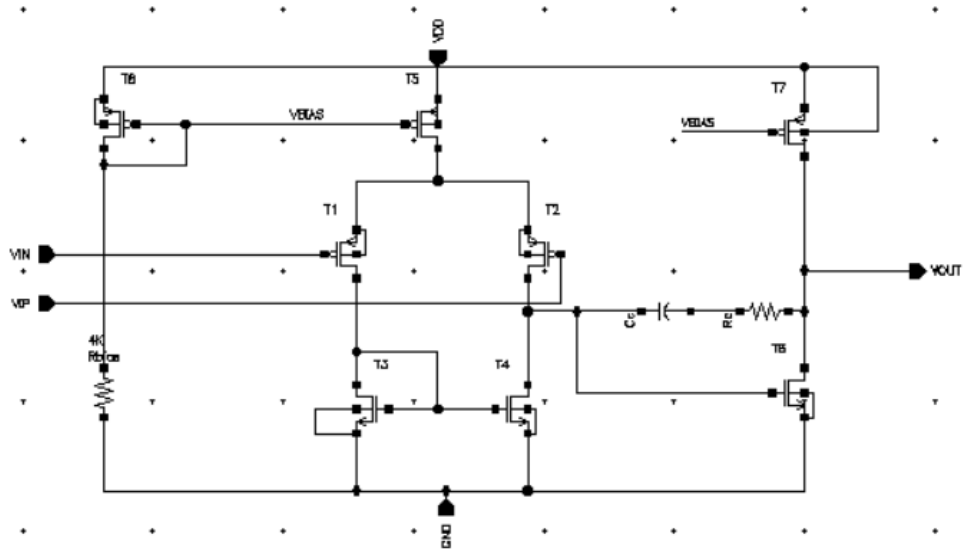 VDD
T8
T5
T7
VBIAS
VBIAS
T1
T2
VIN
VOUT
VIP
Cc
Rc
4K
Rbias
T3
T4
T6
GND